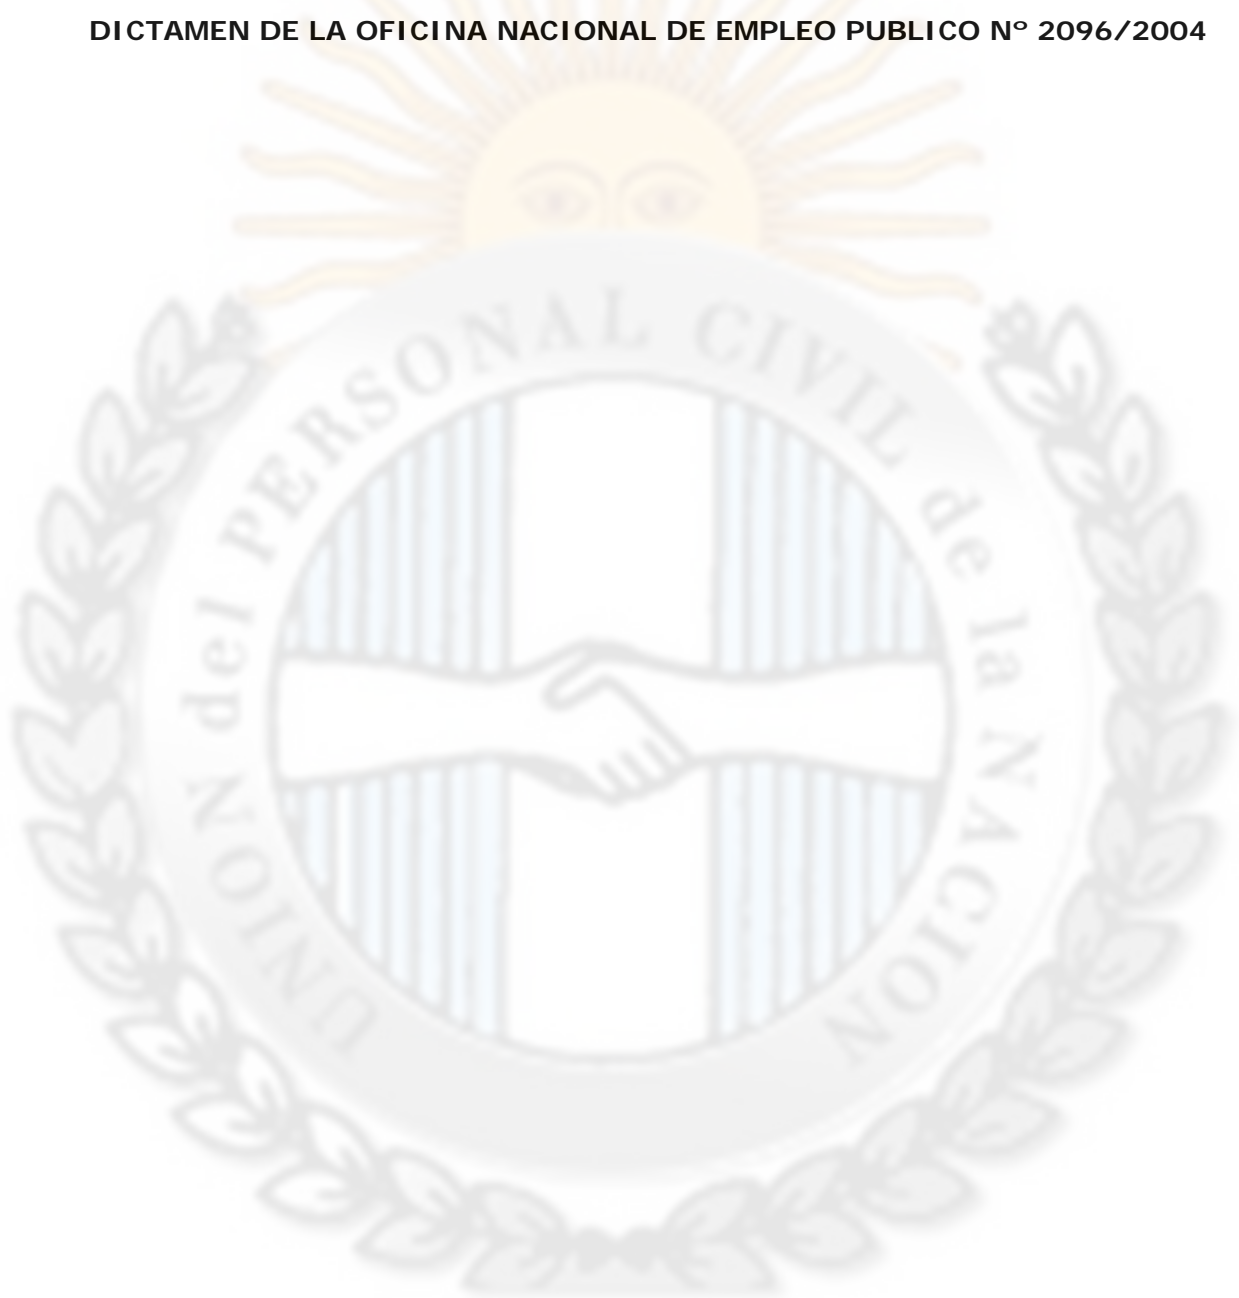 DICTAMEN DE LA OFICINA NACIONAL DE EMPLEO PUBLICO Nº 2096/2004
UNION del PERSONAL CIVIL de la NACION